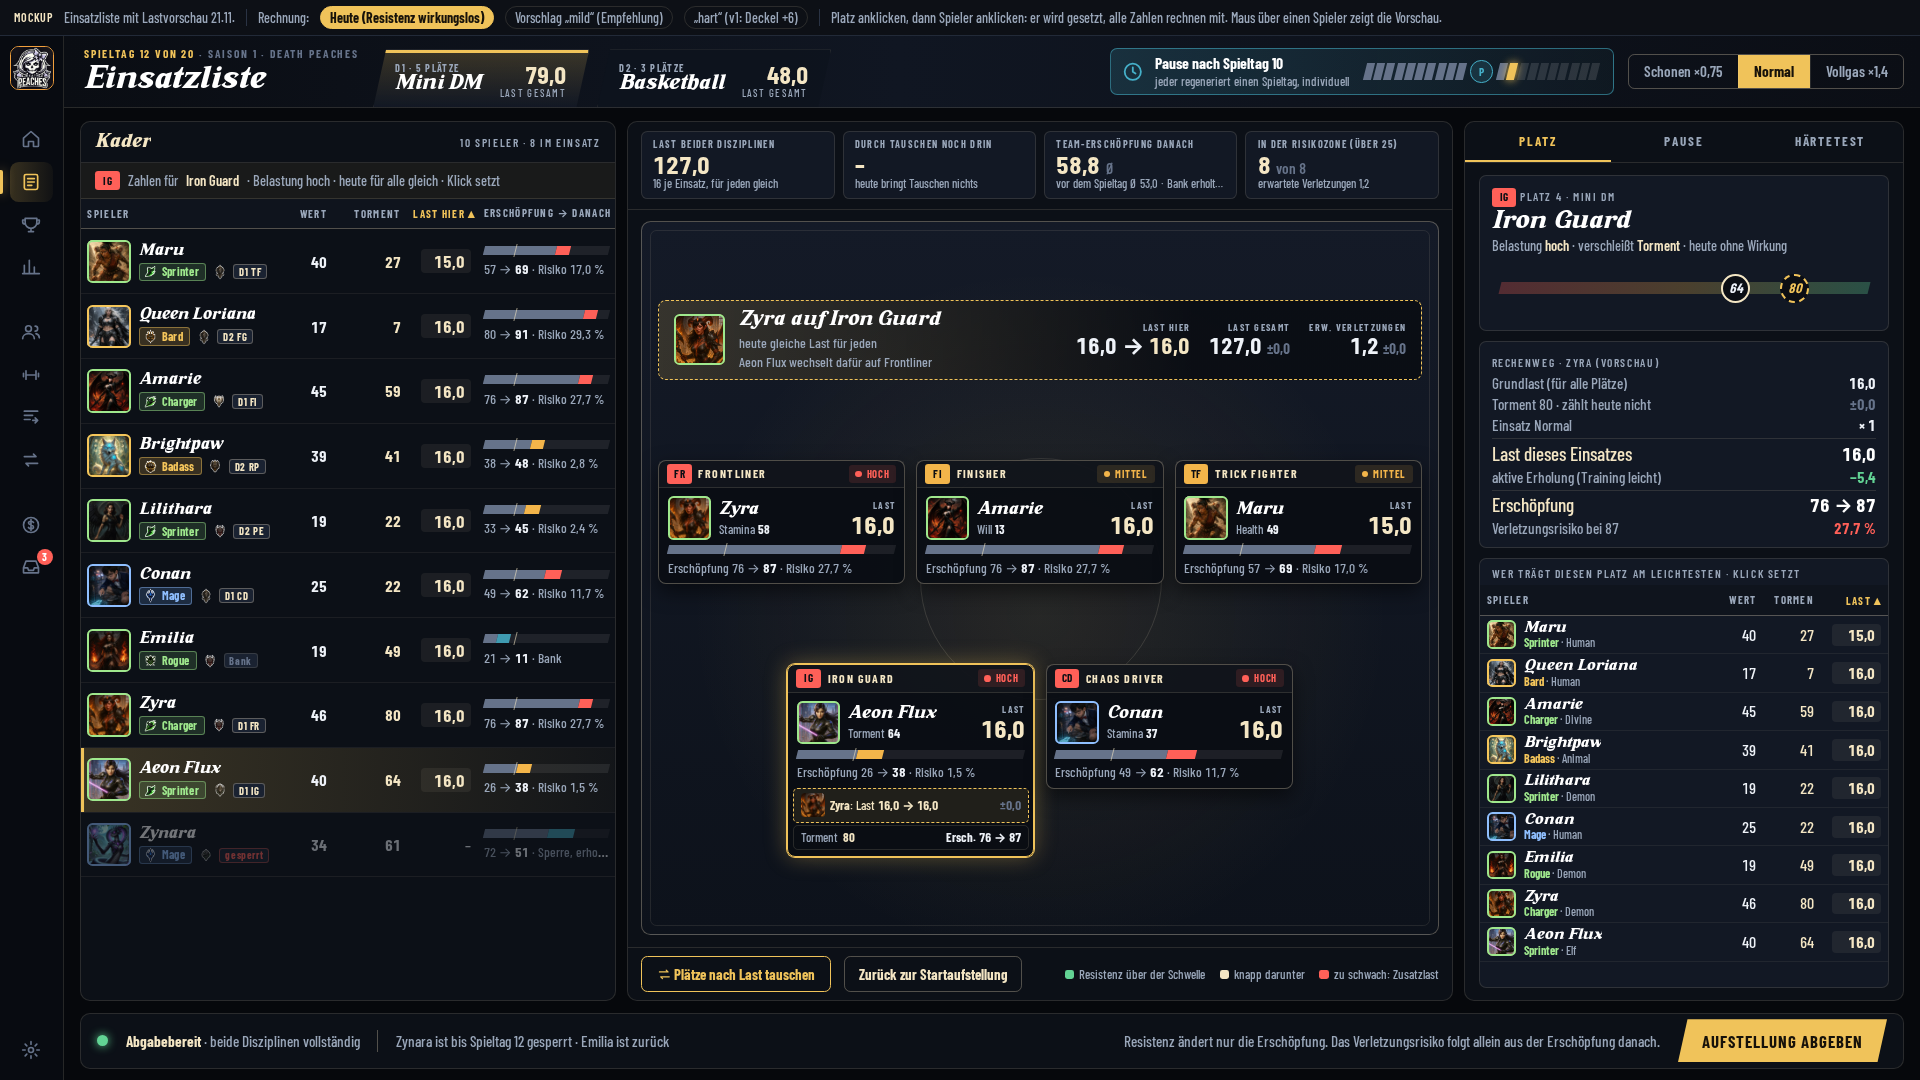 MOCKUP Einsatzliste mit Lastvorschau 21.11. Rechnung: Heute (Resistenz wirkungslos) Vorschlag „mild“ (Empfehlung) „hart“ (v1: Deckel +6) Platz anklicken, dann Spieler anklicken: er wird gesetzt, alle Zahlen rechnen mit. Maus über einen Spieler zeigt die Vorschau.
SPIELTAG 12 VON 20 · SAISON 1 · DEATH PEACHES
Einsatzliste
D1 · 5 PLÄTZE
Mini DM
79,0
LAST GESAMT
D2 · 3 PLÄTZE
Basketball
48,0
LAST GESAMT
Pause nach Spieltag 10
jeder regeneriert einen Spieltag, individuell
P
Schonen ×0,75 Normal Vollgas ×1,4
PEACHES
3
Kader
10 SPIELER · 8 IM EINSATZ
IG Zahlen für Iron Guard · Belastung hoch · heute für alle gleich · Klick setzt
SPIELER WERT TORMENT LAST HIER ▲ ERSCHÖPFUNG → DANACH
Maru
Sprinter D1 TF
40 27 15,0
57 → 69 · Risiko 17,0 %
Queen Loriana
Bard D2 FG
17 7 16,0
80 → 91 · Risiko 29,3 %
Amarie
Charger D1 FI
45 59 16,0
76 → 87 · Risiko 27,7 %
Brightpaw
Badass D2 RP
39 41 16,0
38 → 48 · Risiko 2,8 %
Lilithara
Sprinter D2 PE
19 22 16,0
33 → 45 · Risiko 2,4 %
Conan
Mage D1 CD
25 22 16,0
49 → 62 · Risiko 11,7 %
Emilia
Rogue Bank
19 49 16,0
21 → 11 · Bank
Zyra
Charger D1 FR
46 80 16,0
76 → 87 · Risiko 27,7 %
Aeon Flux
Sprinter D1 IG
40 64 16,0
26 → 38 · Risiko 1,5 %
Zynara
Mage gesperrt
34 61 –
72 → 51 · Sperre, erho...
LAST BEIDER DISZIPLINEN
127,0
16 je Einsatz, für jeden gleich
DURCH TAUSCHEN NOCH DRIN
–
heute bringt Tauschen nichts
TEAM-ERSCHÖPFUNG DANACH
58,8 Ø
vor dem Spieltag Ø 53,0 · Bank erholt...
IN DER RISIKOZONE (ÜBER 25)
8 von 8
erwartete Verletzungen 1,2
Zyra auf Iron Guard
heute gleiche Last für jeden
Aeon Flux wechselt dafür auf Frontliner
LAST HIER
16,0 → 16,0
LAST GESAMT
127,0 ±0,0
ERW. VERLETZUNGEN
1,2 ±0,0
FR FRONTLINER HOCH
Zyra
Stamina 58
LAST
16,0
Erschöpfung 76 → 87 · Risiko 27,7 %
FI FINISHER MITTEL
Amarie
Will 13
LAST
16,0
Erschöpfung 76 → 87 · Risiko 27,7 %
TF TRICK FIGHTER MITTEL
Maru
Health 49
LAST
15,0
Erschöpfung 57 → 69 · Risiko 17,0 %
IG IRON GUARD HOCH
Aeon Flux
Torment 64
LAST
16,0
Erschöpfung 26 → 38 · Risiko 1,5 %
Zyra: Last 16,0 → 16,0 ±0,0
Torment 80 Ersch. 76 → 87
CD CHAOS DRIVER HOCH
Conan
Stamina 37
LAST
16,0
Erschöpfung 49 → 62 · Risiko 11,7 %
Plätze nach Last tauschen
Zurück zur Startaufstellung
Resistenz über der Schwelle knapp darunter zu schwach: Zusatzlast
PLATZ PAUSE HÄRTETEST
IG PLATZ 4 · MINI DM
Iron Guard
Belastung hoch · verschleißt Torment · heute ohne Wirkung
64 80
RECHENWEG · ZYRA (VORSCHAU)
Grundlast (für alle Plätze) 16,0
Torment 80 · zählt heute nicht ±0,0
Einsatz Normal × 1
Last dieses Einsatzes 16,0
aktive Erholung (Training leicht) −5,4
Erschöpfung 76 → 87
Verletzungsrisiko bei 87 27,7 %
WER TRÄGT DIESEN PLATZ AM LEICHTESTEN · KLICK SETZT
SPIELER WERT TORMEN LAST ▲
Maru
Sprinter · Human
40 27 15,0
Queen Loriana
Bard · Human
17 7 16,0
Amarie
Charger · Divine
45 59 16,0
Brightpaw
Badass · Animal
39 41 16,0
Lilithara
Sprinter · Demon
19 22 16,0
Conan
Mage · Human
25 22 16,0
Emilia
Rogue · Demon
19 49 16,0
Zyra
Charger · Demon
46 80 16,0
Aeon Flux
Sprinter · Elf
40 64 16,0
Abgabebereit · beide Disziplinen vollständig Zynara ist bis Spieltag 12 gesperrt · Emilia ist zurück
Resistenz ändert nur die Erschöpfung. Das Verletzungsrisiko folgt allein aus der Erschöpfung danach.
AUFSTELLUNG ABGEBEN